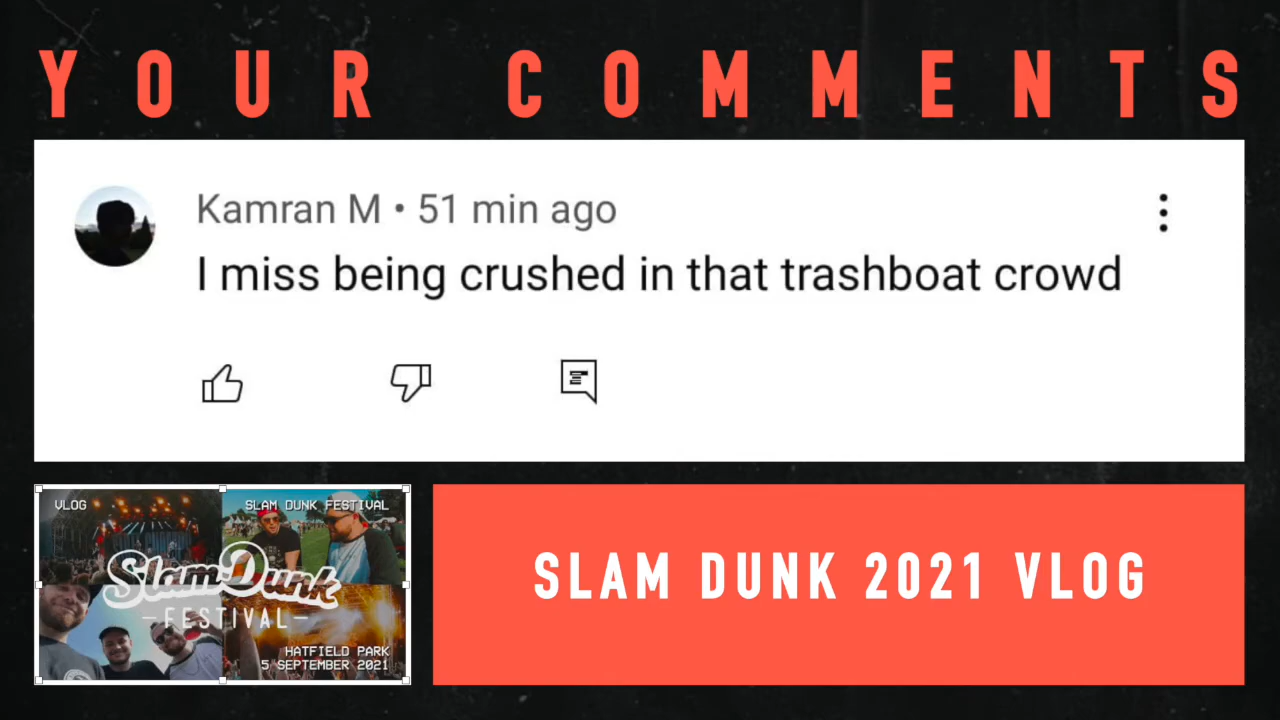 YOUR COMMENTS
Kamran M • 51 min ago
I miss being crushed in that trashboat crowd
VLOG
SLAM DUNK FESTIVAL
Slam Dunk
-FESTIVAL-
HATFIELD PARK
5 SEPTEMBER 2021
SLAM DUNK 2021 VLOG